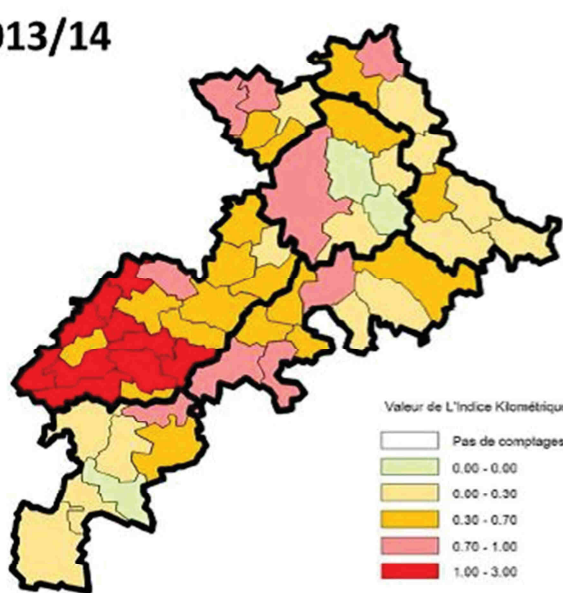 013/14
Valeur de L'Indice Kilométrique
Pas de comptages
0.00 - 0.00
0.00 - 0.30
0.30 - 0.70
0.70 - 1.00
1.00 - 3.00